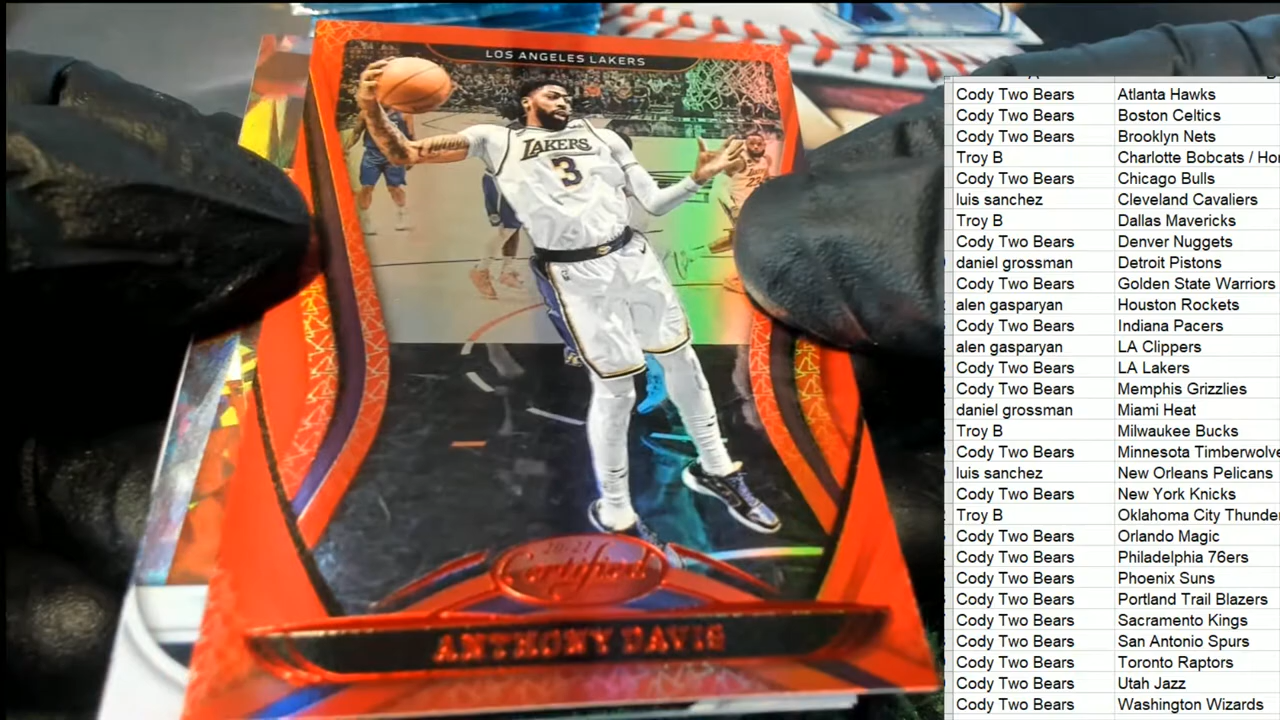 LOS ANGELES LAKERS
LAKERS
3
20-21
Certified
ANTHONY DAVIS
Cody Two Bears Atlanta Hawks
Cody Two Bears Boston Celtics
Cody Two Bears Brooklyn Nets
Troy B Charlotte Bobcats / Hor
Cody Two Bears Chicago Bulls
luis sanchez Cleveland Cavaliers
Troy B Dallas Mavericks
Cody Two Bears Denver Nuggets
daniel grossman Detroit Pistons
Cody Two Bears Golden State Warriors
alen gasparyan Houston Rockets
Cody Two Bears Indiana Pacers
alen gasparyan LA Clippers
Cody Two Bears LA Lakers
Cody Two Bears Memphis Grizzlies
daniel grossman Miami Heat
Troy B Milwaukee Bucks
Cody Two Bears Minnesota Timberwolve
luis sanchez New Orleans Pelicans
Cody Two Bears New York Knicks
Troy B Oklahoma City Thunde
Cody Two Bears Orlando Magic
Cody Two Bears Philadelphia 76ers
Cody Two Bears Phoenix Suns
Cody Two Bears Portland Trail Blazers
Cody Two Bears Sacramento Kings
Cody Two Bears San Antonio Spurs
Cody Two Bears Toronto Raptors
Cody Two Bears Utah Jazz
Cody Two Bears Washington Wizards